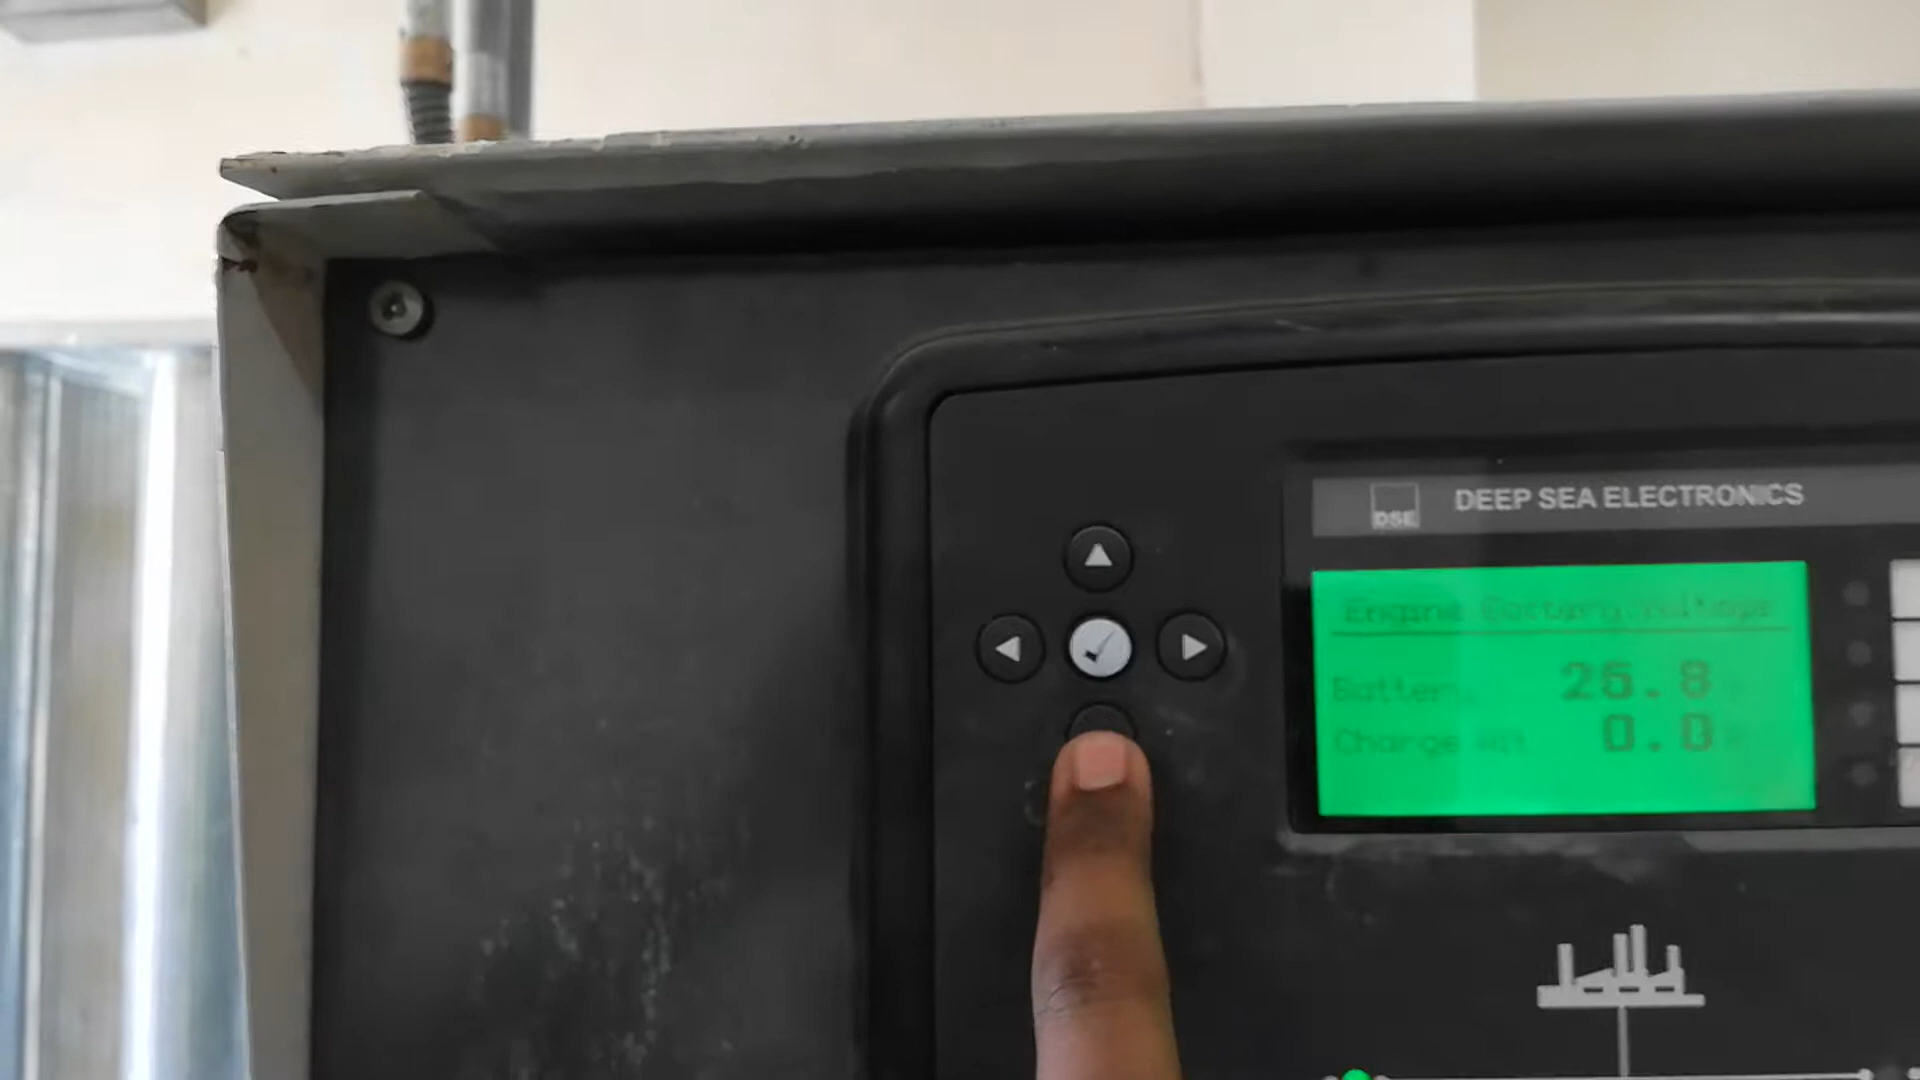 DSE DEEP SEA ELECTRONICS
Engine Battery Voltage
Battery 25.8
Charge Alt 0.0